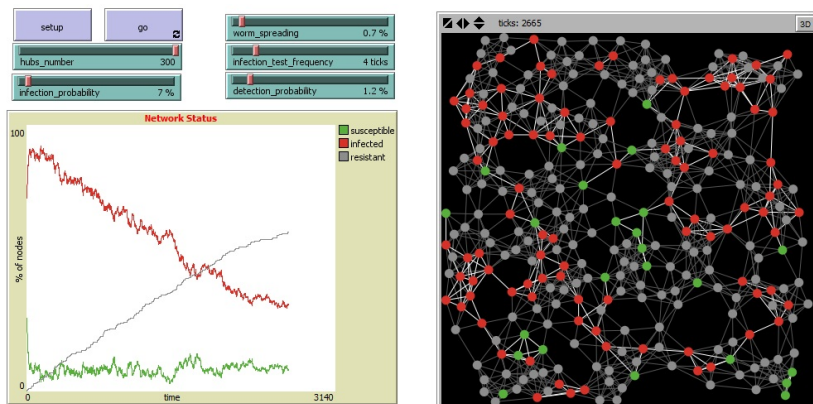 setup
go
hubs_number 300
infection_probability 7 %
worm_spreading 0.7 %
infection_test_frequency 4 ticks
detection_probability 1.2 %
Network Status
100
% of nodes
0
0 time 3140
susceptible
infected
resistant
ticks: 2665
3D